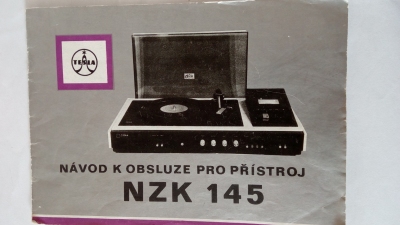 TESLA
NÁVOD K OBSLUZE PRO PŘÍSTROJ
NZK 145